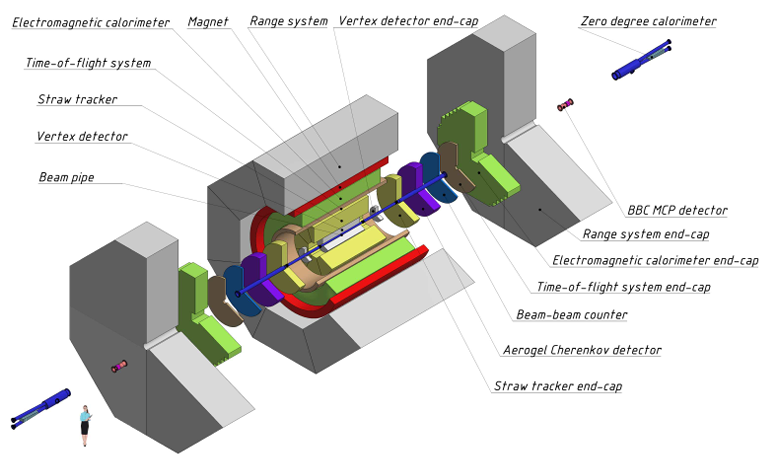 Electromagnetic calorimeter
Magnet
Range system
Vertex detector end-cap
Zero degree calorimeter
Time-of-flight system
Straw tracker
Vertex detector
Beam pipe
BBC MCP detector
Range system end-cap
Electromagnetic calorimeter end-cap
Time-of-flight system end-cap
Beam-beam counter
Aerogel Cherenkov detector
Straw tracker end-cap